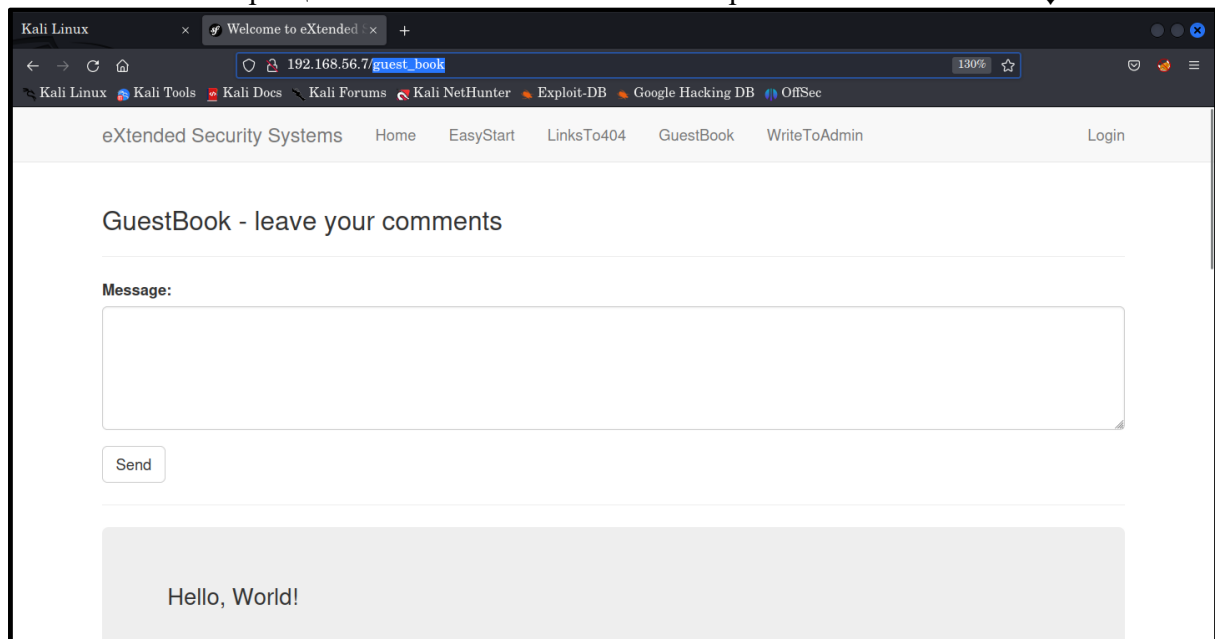 Kali Linux
Welcome to eXtended
192.168.56.7/guest_book
130%
Kali Linux Kali Tools Kali Docs Kali Forums Kali NetHunter Exploit-DB Google Hacking DB OffSec
eXtended Security Systems Home EasyStart LinksTo404 GuestBook WriteToAdmin Login
GuestBook - leave your comments
Message:
Send
Hello, World!